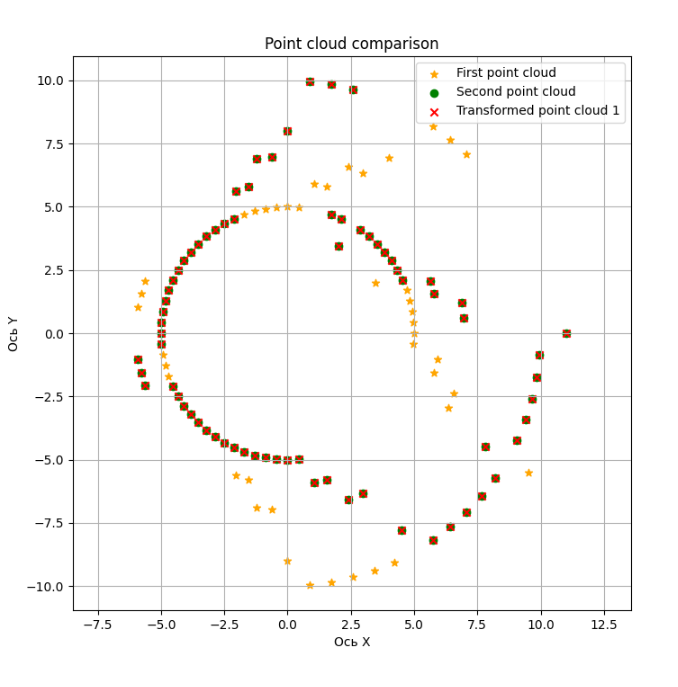 Point cloud comparison
First point cloud
Second point cloud
Transformed point cloud 1
10.0
7.5
5.0
2.5
0.0
−2.5
−5.0
−7.5
−10.0
Ось Y
−7.5 −5.0 −2.5 0.0 2.5 5.0 7.5 10.0 12.5
Ось X